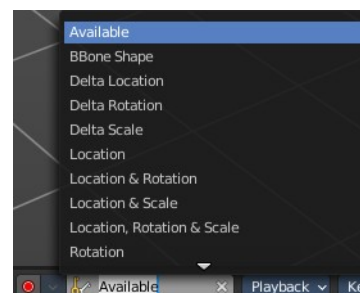 Available
BBone Shape
Delta Location
Delta Rotation
Delta Scale
Location
Location & Rotation
Location & Scale
Location, Rotation & Scale
Rotation
Available Playback Ke